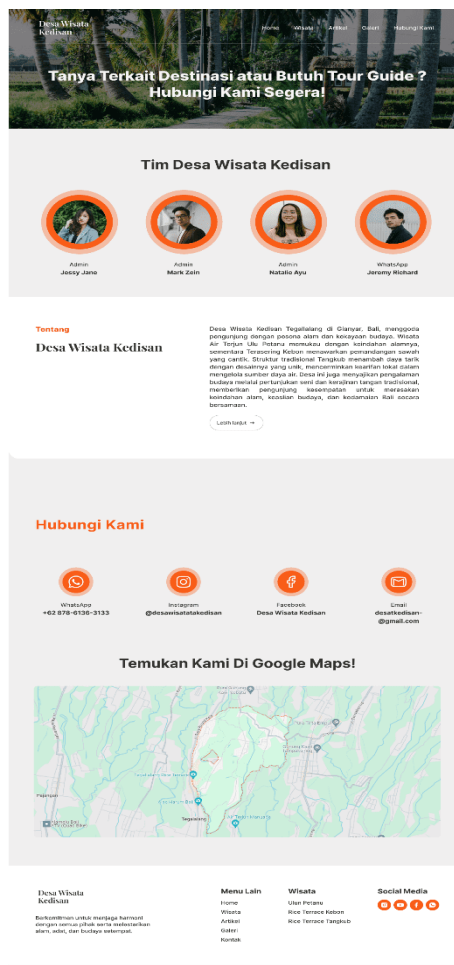 Desa Wisata
Kedisan
Home Wisata Artikel Galeri Hubungi Kami
Tanya Terkait Destinasi atau Butuh Tour Guide ?
Hubungi Kami Segera!
Tim Desa Wisata Kedisan
Admin Admin Admin WhatsApp
Jessy Jane Mark Zein Natalie Ayu Jeremy Richard
Tentang
Desa Wisata Kedisan
Desa Wisata Kedisan Tegallalang di Gianyar, Bali, menggoda
pengunjung dengan pesona alam dan kekayaan budaya. Wisata
Air Terjun Ulu Petanu memukau dengan keindahan alamnya,
sementara Terasering Kebon menawarkan pemandangan sawah
yang cantik. Struktur tradisional Tangkub menambah daya tarik
dengan desainnya yang unik, mencerminkan kearifan lokal dalam
mengelola sumber daya air. Desa ini juga menyajikan pengalaman
budaya melalui pertunjukan seni dan kerajinan tangan tradisional,
memberikan pengunjung kesempatan untuk merasakan
keindahan alam, keaslian budaya, dan kedamaian Bali secara
bersamaan.
Lebih lanjut →
Hubungi Kami
WhatsApp Instagram Facebook Email
+62 878-6136-3133 @desawisatatakedisan Desa Wisata Kedisan desatkedisan-
@gmail.com
Temukan Kami Di Google Maps!
Tegalalang
Desa Wisata
Kedisan
Berkomitmen untuk menjaga harmoni
dengan semua pihak serta melestarikan
alam, adat, dan budaya setempat.
Menu Lain
Home
Wisata
Artikel
Galeri
Kontak
Wisata
Ulun Petanu
Rice Terrace Kebon
Rice Terrace Tangkub
Social Media